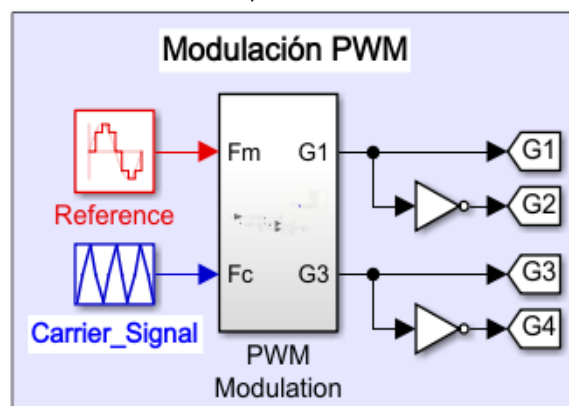 Modulación PWM
Fm G1 G1
G2
Reference
Fc G3 G3
Carrier_Signal
G4
PWM
Modulation